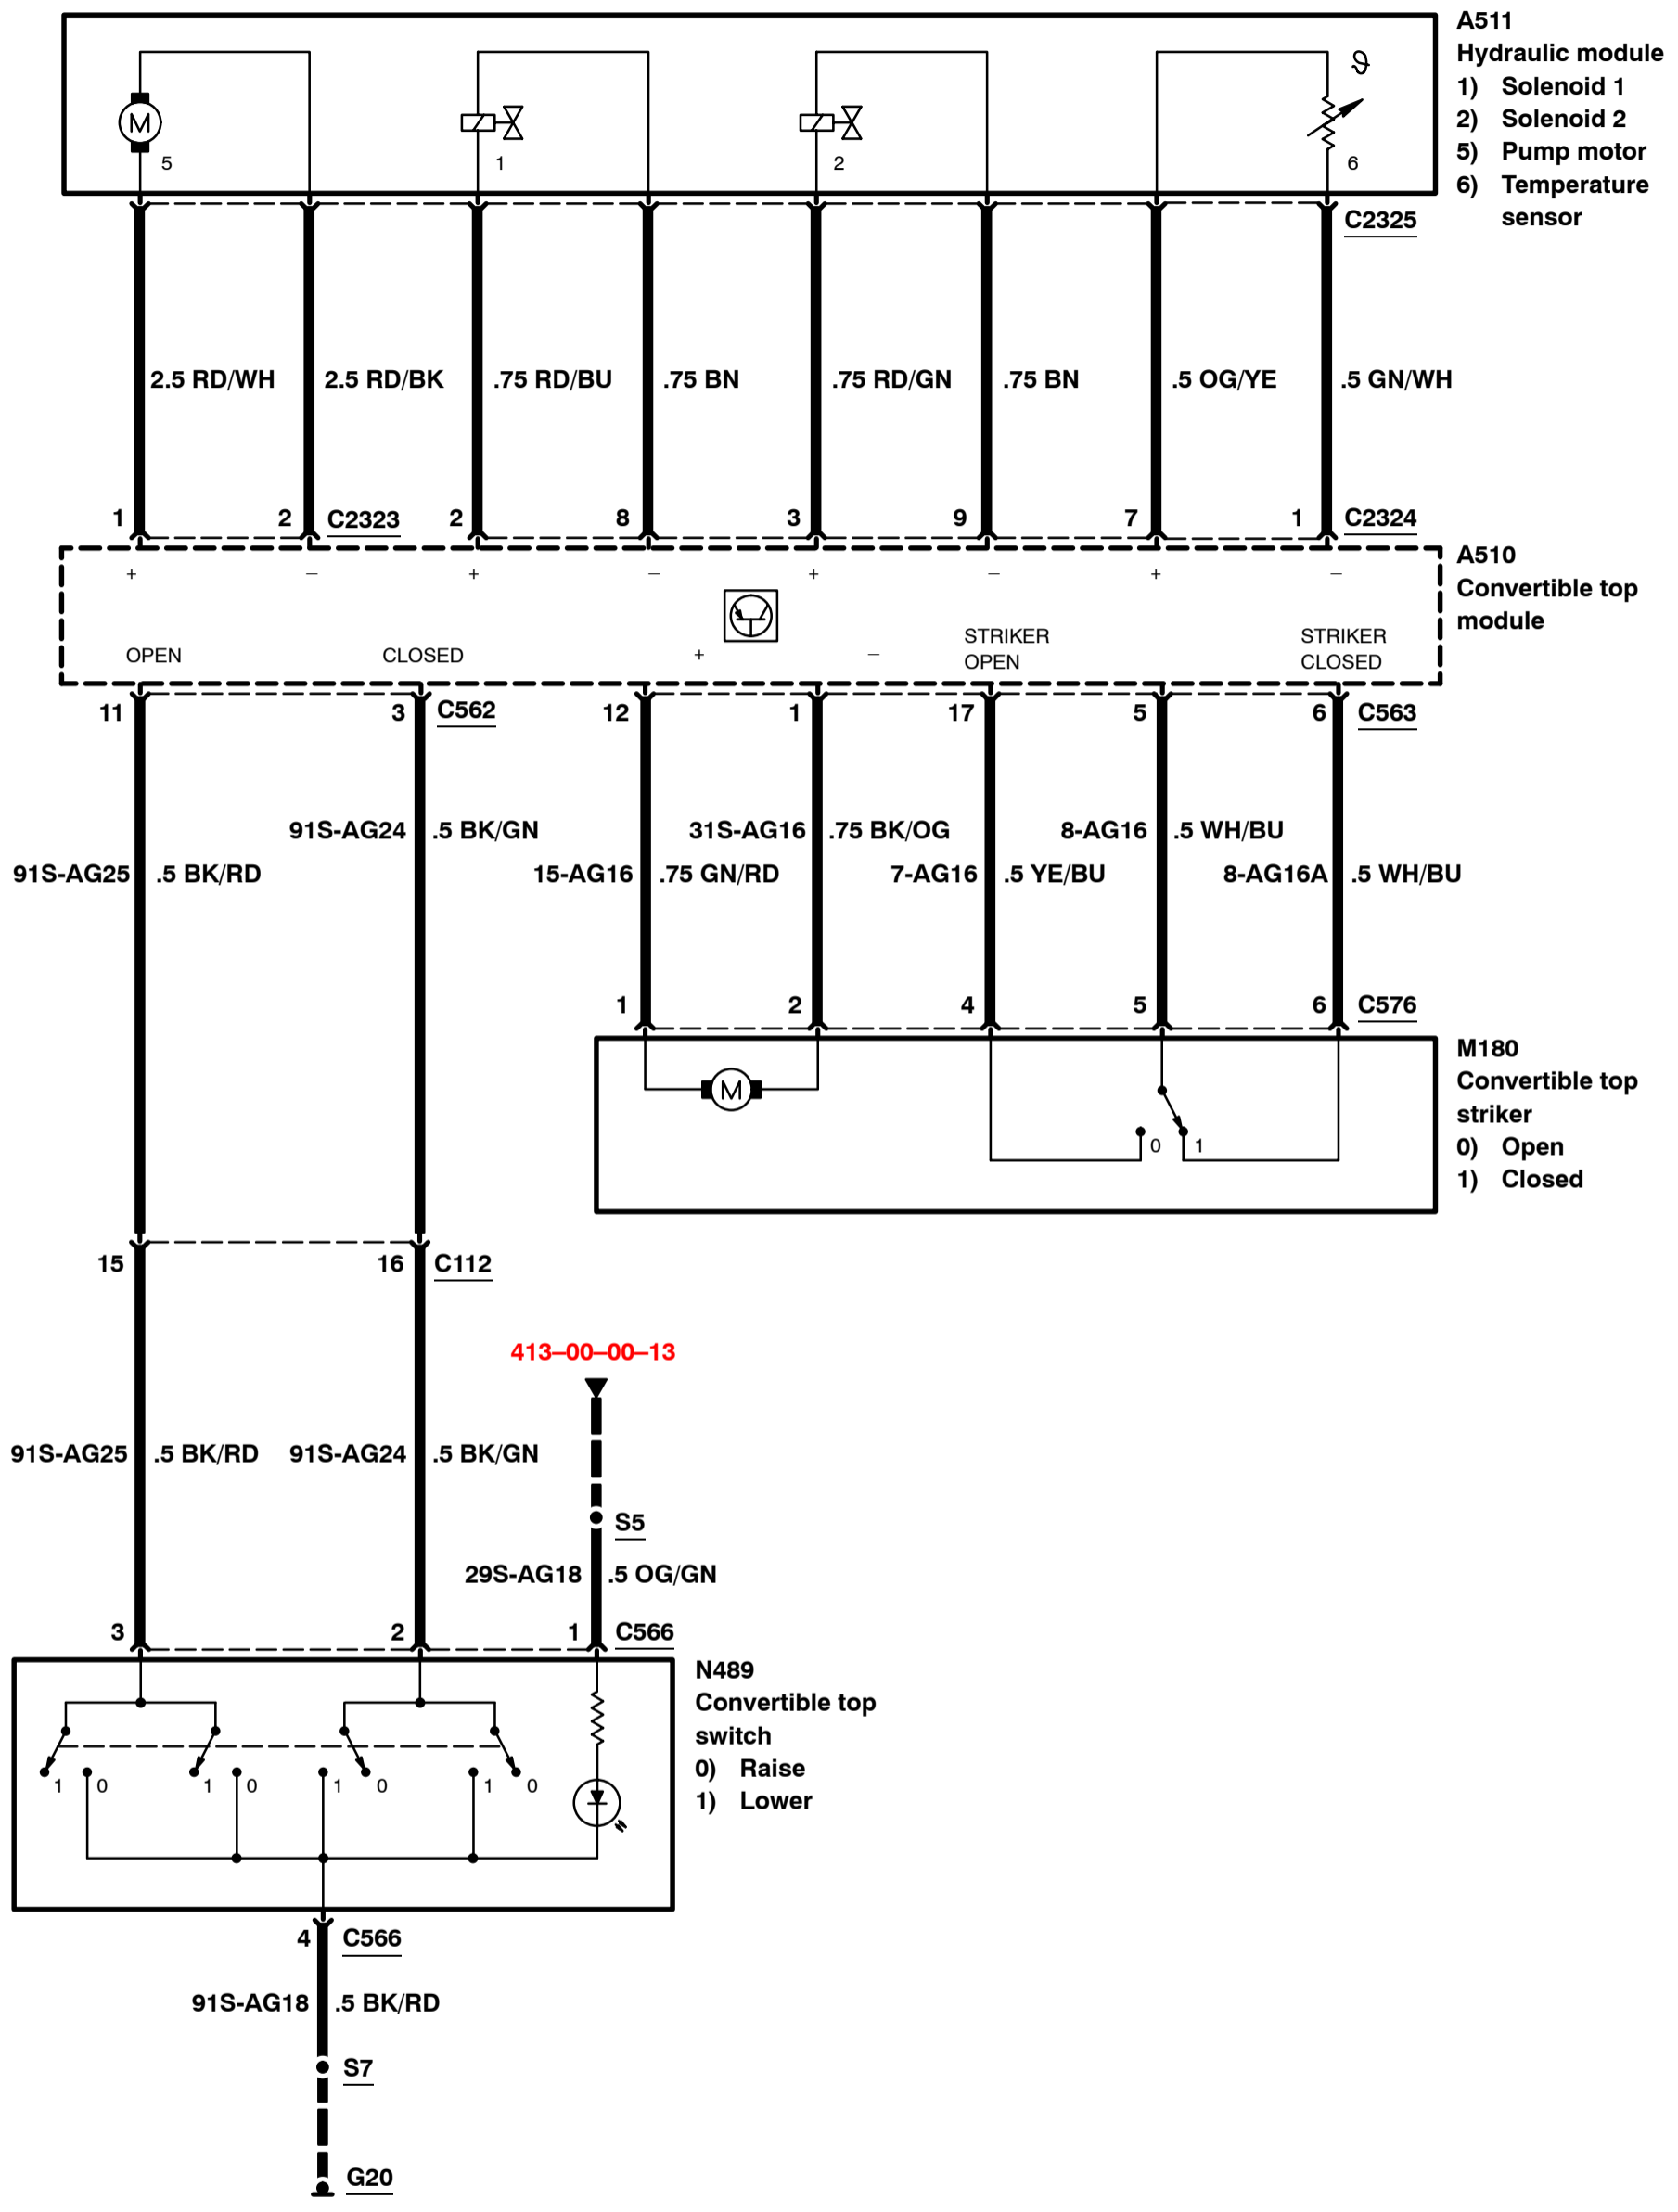 A511
Hydraulic module
1) Solenoid 1
2) Solenoid 2
5) Pump motor
6) Temperature
sensor
ϑ
M
5
1
2
6
C2325
2.5 RD/WH
2.5 RD/BK
.75 RD/BU
.75 BN
.75 RD/GN
.75 BN
.5 OG/YE
.5 GN/WH
1
2
C2323
2
8
3
9
7
1
C2324
A510
Convertible top
module
+ – + – + – + –
OPEN
CLOSED
+
–
STRIKER
OPEN
STRIKER
CLOSED
11
3
C562
12
1
17
5
6
C563
91S-AG24 .5 BK/GN
31S-AG16 .75 BK/OG
8-AG16 .5 WH/BU
91S-AG25 .5 BK/RD
15-AG16 .75 GN/RD
7-AG16 .5 YE/BU
8-AG16A .5 WH/BU
1
2
4
5
6
C576
M180
Convertible top
striker
0) Open
1) Closed
M
0
1
15
16
C112
413–00–00–13
91S-AG25 .5 BK/RD
91S-AG24 .5 BK/GN
S5
29S-AG18 .5 OG/GN
3
2
1
C566
N489
Convertible top
switch
0) Raise
1) Lower
1 0 1 0 1 0 1 0
4
C566
91S-AG18 .5 BK/RD
S7
G20